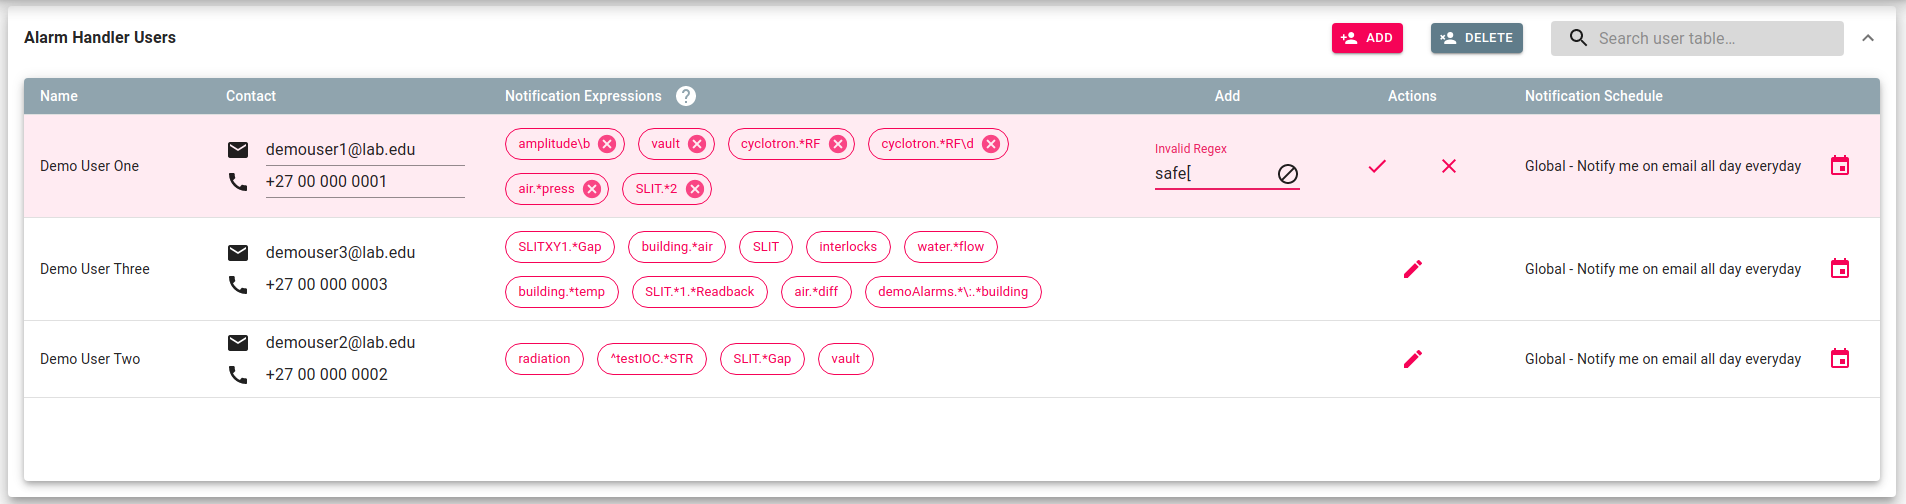 Alarm Handler Users
ADD
DELETE
Search user table...
Name Contact Notification Expressions ? Add Actions Notification Schedule
Demo User One
demouser1@lab.edu
+27 00 000 0001
amplitude\b vault cyclotron.*RF cyclotron.*RF\d
air.*press SLIT.*2
Invalid Regex
safe[
Global - Notify me on email all day everyday
Demo User Three
demouser3@lab.edu
+27 00 000 0003
SLITXY1.*Gap building.*air SLIT interlocks water.*flow
building.*temp SLIT.*1.*Readback air.*diff demoAlarms.*\:.*building
Global - Notify me on email all day everyday
Demo User Two
demouser2@lab.edu
+27 00 000 0002
radiation ^testIOC.*STR SLIT.*Gap vault
Global - Notify me on email all day everyday